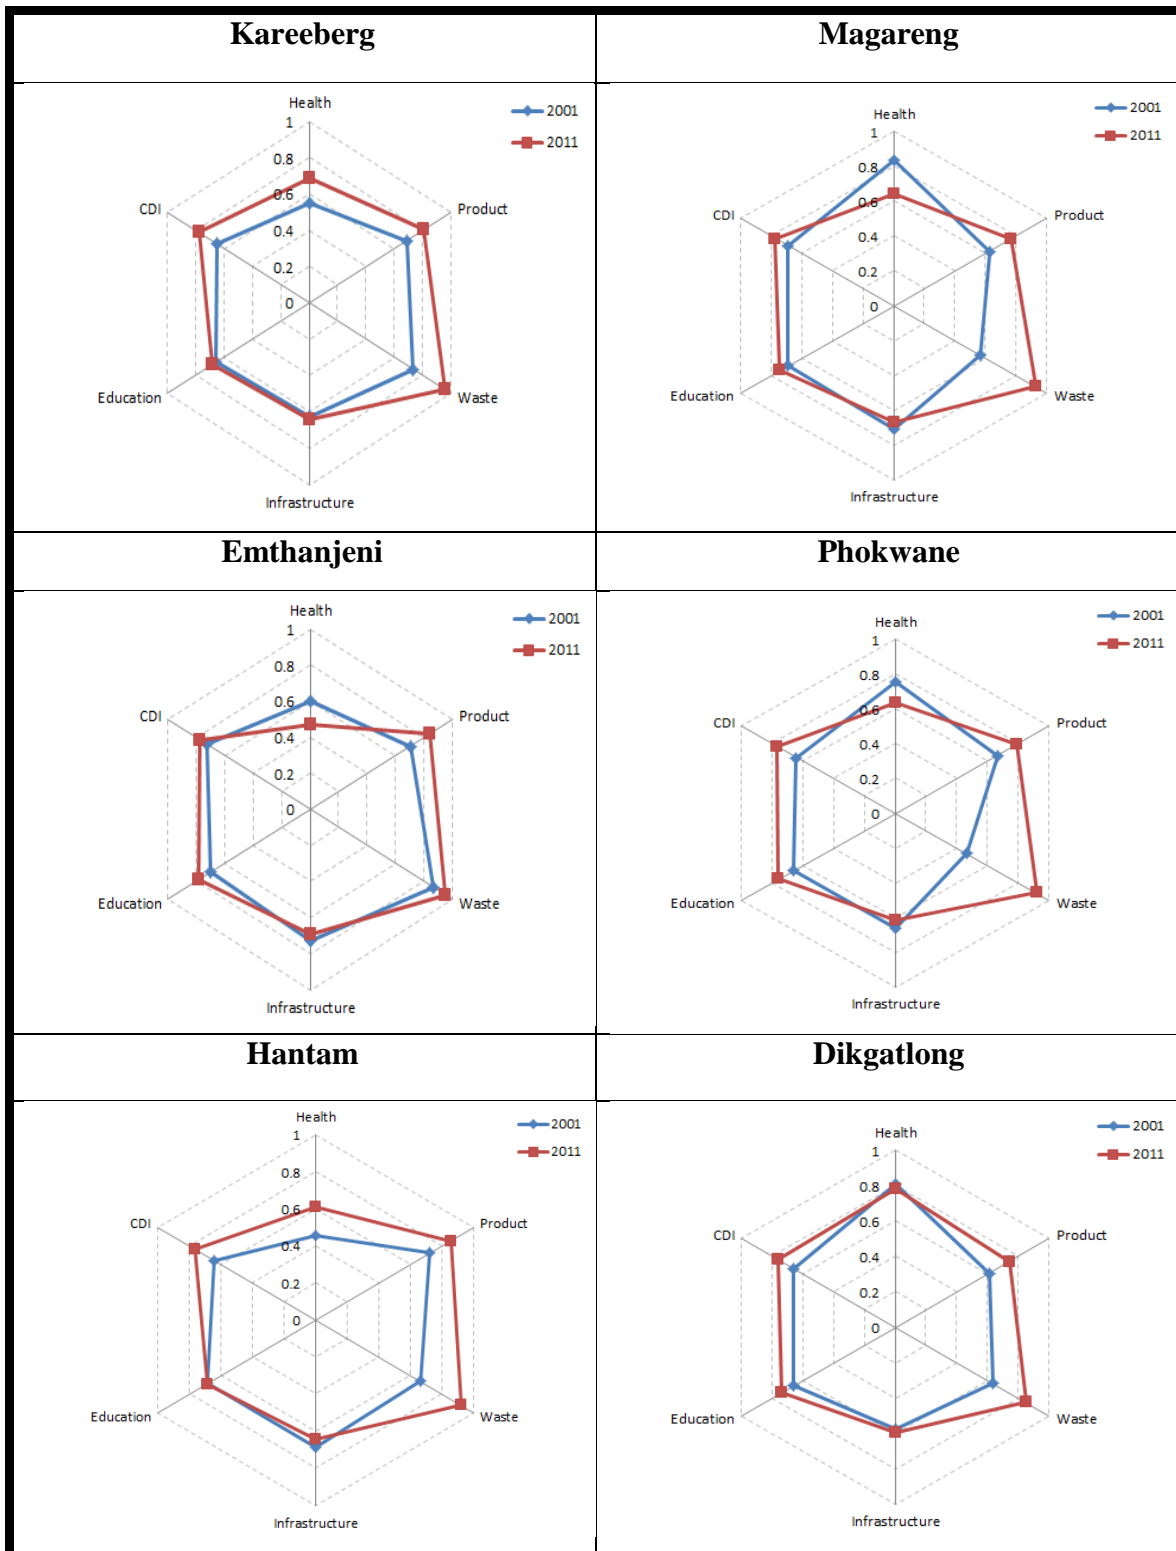 Kareeberg
Health
1
0.8
0.6
0.4
0.2
0
CDI
Product
Education
Waste
Infrastructure
2001
2011
Magareng
Health
1
0.8
0.6
0.4
0.2
0
CDI
Product
Education
Waste
Infrastructure
2001
2011
Emthanjeni
Health
1
0.8
0.6
0.4
0.2
0
CDI
Product
Education
Waste
Infrastructure
2001
2011
Phokwane
Health
1
0.8
0.6
0.4
0.2
0
CDI
Product
Education
Waste
Infrastructure
2001
2011
Hantam
Health
1
0.8
0.6
0.4
0.2
0
CDI
Product
Education
Waste
Infrastructure
2001
2011
Dikgatlong
Health
1
0.8
0.6
0.4
0.2
0
CDI
Product
Education
Waste
Infrastructure
2001
2011